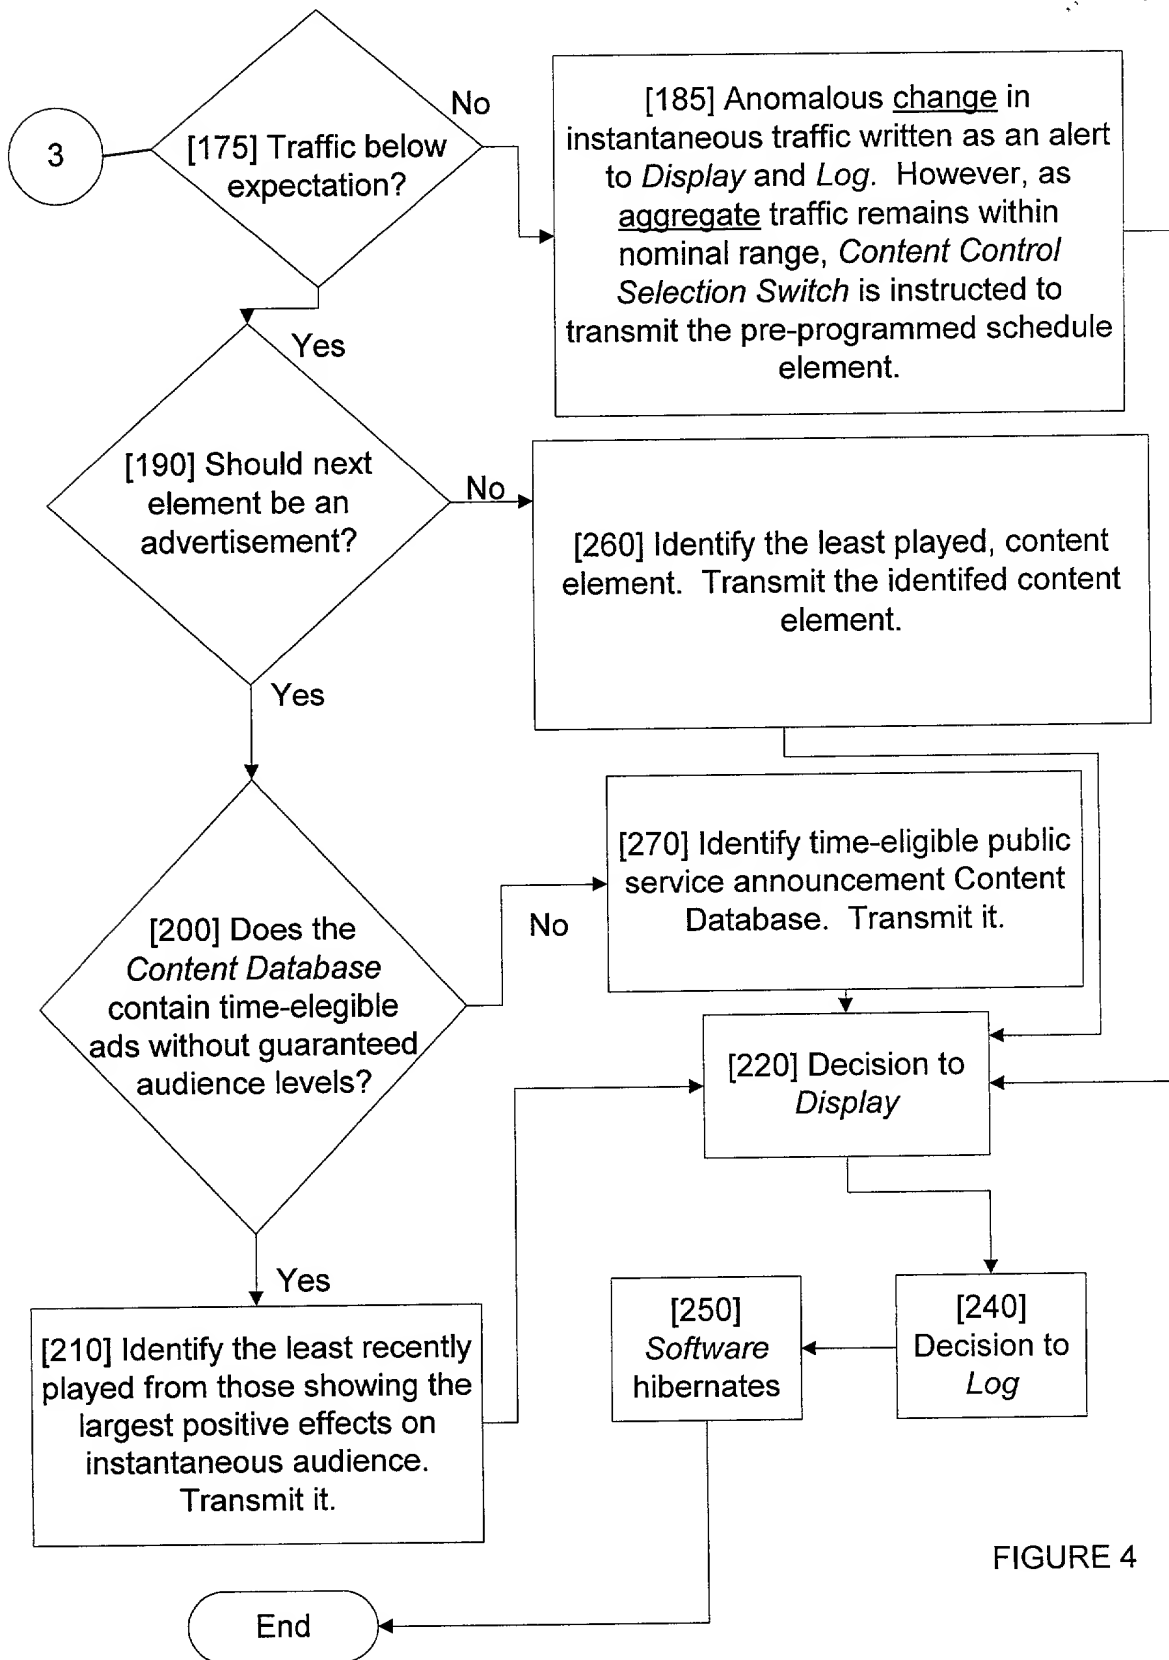 3
[175] Traffic below
expectation?
No
[185] Anomalous change in
instantaneous traffic written as an alert
to Display and Log.  However, as
aggregate traffic remains within
nominal range, Content Control
Selection Switch is instructed to
transmit the pre-programmed schedule
element.
Yes
[190] Should next
element be an
advertisement?
No
[260] Identify the least played, content
element.  Transmit the identifed content
element.
Yes
[200] Does the
Content Database
contain time-elegible
ads without guaranteed
audience levels?
No
[270] Identify time-eligible public
service announcement Content
Database.  Transmit it.
[220] Decision to
Display
Yes
[210] Identify the least recently
played from those showing the
largest positive effects on
instantaneous audience.
Transmit it.
[250]
Software
hibernates
[240]
Decision to
Log
FIGURE 4
End